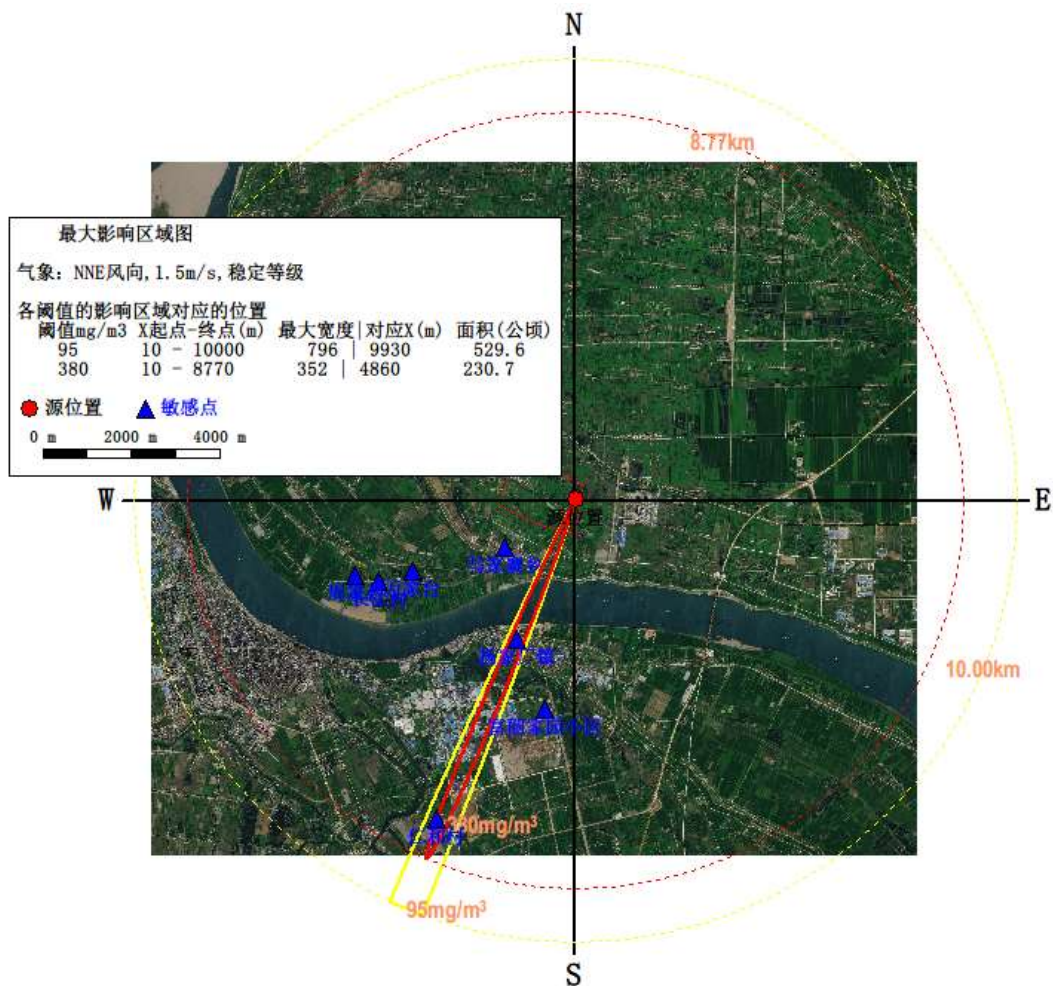 N
8.77km
最大影响区域图
气象: NNE风向,1.5m/s,稳定等级
各阈值的影响区域对应的位置
阈值mg/m3 X起点-终点(m) 最大宽度|对应X(m) 面积(公顷)
95 10 - 10000 796 | 9930 529.6
380 10 - 8770 352 | 4860 230.7
源位置 敏感点
0 m 2000 m 4000 m
W
E
源位置
10.00km
380mg/m³
95mg/m³
S